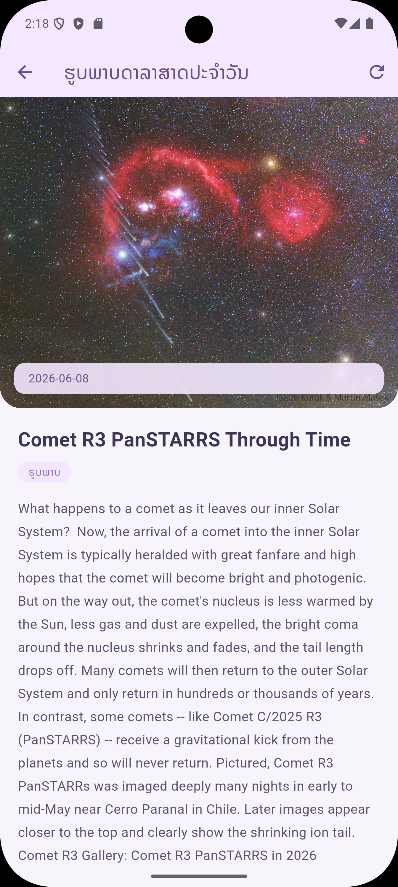 2:18
ຮູບພາບດາລາສາດປະຈຳວັນ
2026-06-08
Comet R3 PanSTARRS Through Time
ຮູບພາບ
What happens to a comet as it leaves our inner Solar
System?  Now, the arrival of a comet into the inner Solar
System is typically heralded with great fanfare and high
hopes that the comet will become bright and photogenic.
But on the way out, the comet's nucleus is less warmed by
the Sun, less gas and dust are expelled, the bright coma
around the nucleus shrinks and fades, and the tail length
drops off. Many comets will then return to the outer Solar
System and only return in hundreds or thousands of years.
In contrast, some comets -- like Comet C/2025 R3
(PanSTARRS) -- receive a gravitational kick from the
planets and so will never return. Pictured, Comet R3
PanSTARRs was imaged deeply many nights in early to
mid-May near Cerro Paranal in Chile. Later images appear
closer to the top and clearly show the shrinking ion tail.
Comet R3 Gallery: Comet R3 PanSTARRS in 2026